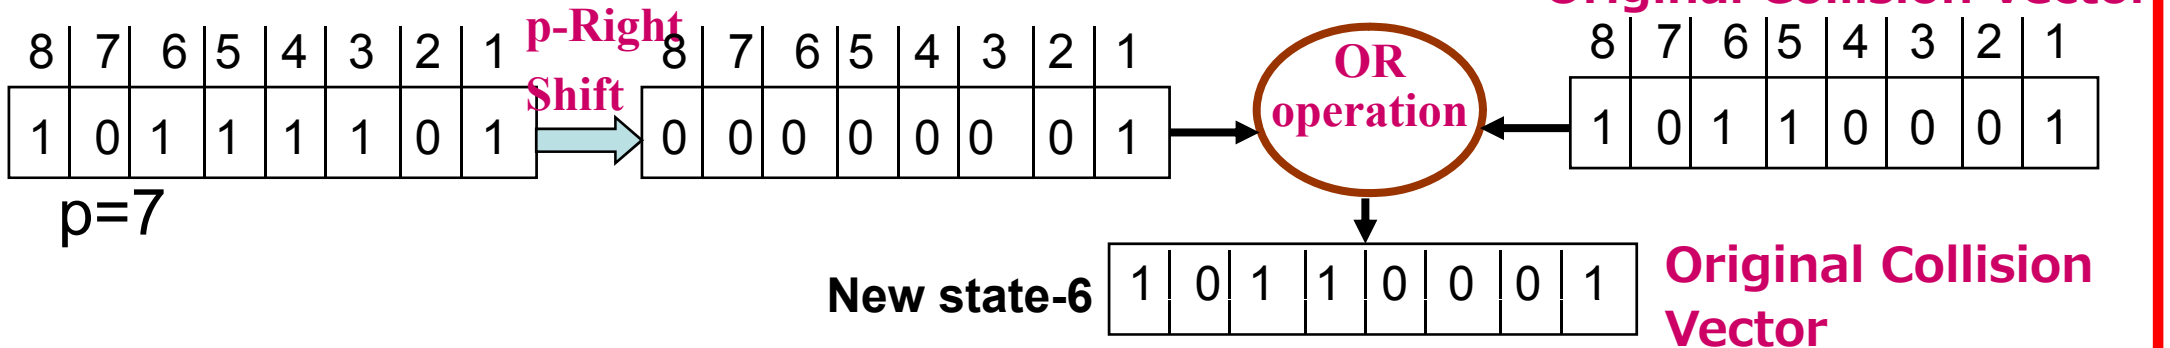 Original Collision Vector
8 7 6 5 4 3 2 1
1 0 1 1 1 1 0 1
p=7
p-Right
Shift
8 7 6 5 4 3 2 1
0 0 0 0 0 0 0 1
OR
operation
8 7 6 5 4 3 2 1
1 0 1 1 0 0 0 1
New state-6
1 0 1 1 0 0 0 1
Original Collision
Vector